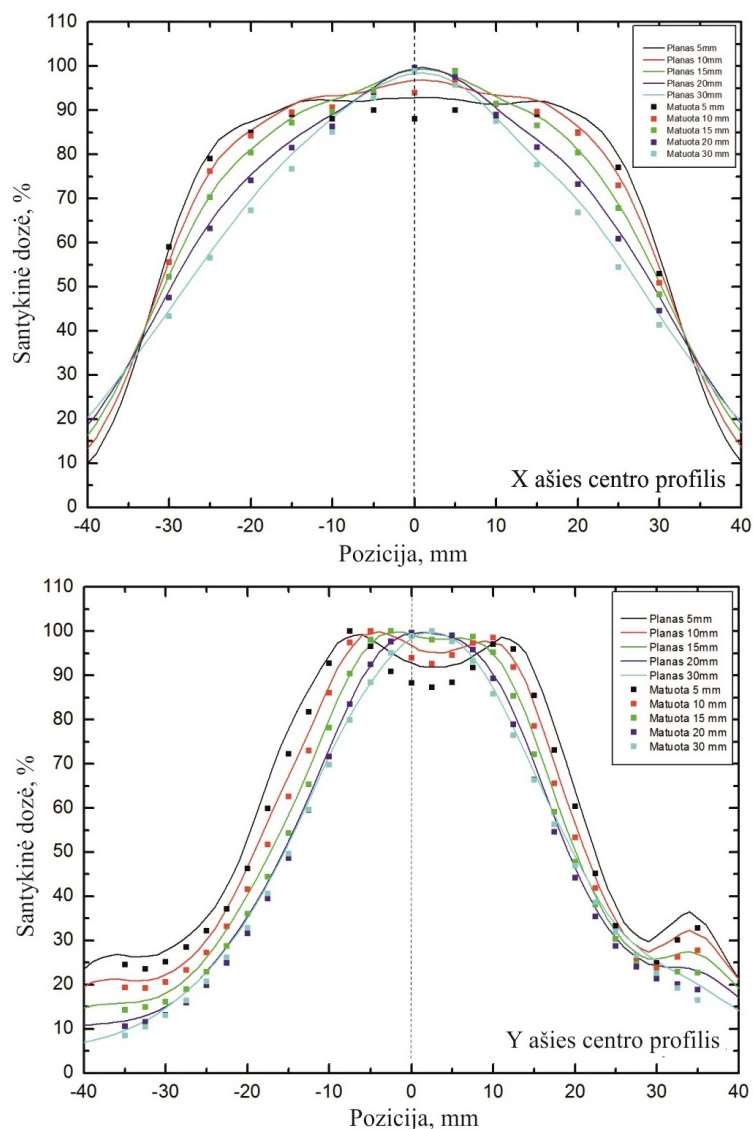 110
100
90
80
70
60
50
40
30
20
10
0
Santykinė dozė, %
Planas 5mm
Planas 10mm
Planas 15mm
Planas 20mm
Planas 30mm
Matuota 5 mm
Matuota 10 mm
Matuota 15 mm
Matuota 20 mm
Matuota 30 mm
X ašies centro profilis
-40 -30 -20 -10 0 10 20 30 40
Pozicija, mm
110
100
90
80
70
60
50
40
30
20
10
0
Santykinė dozė, %
Planas 5mm
Planas 10mm
Planas 15mm
Planas 20mm
Planas 30mm
Matuota 5 mm
Matuota 10 mm
Matuota 15 mm
Matuota 20 mm
Matuota 30 mm
Y ašies centro profilis
-40 -30 -20 -10 0 10 20 30 40
Pozicija, mm